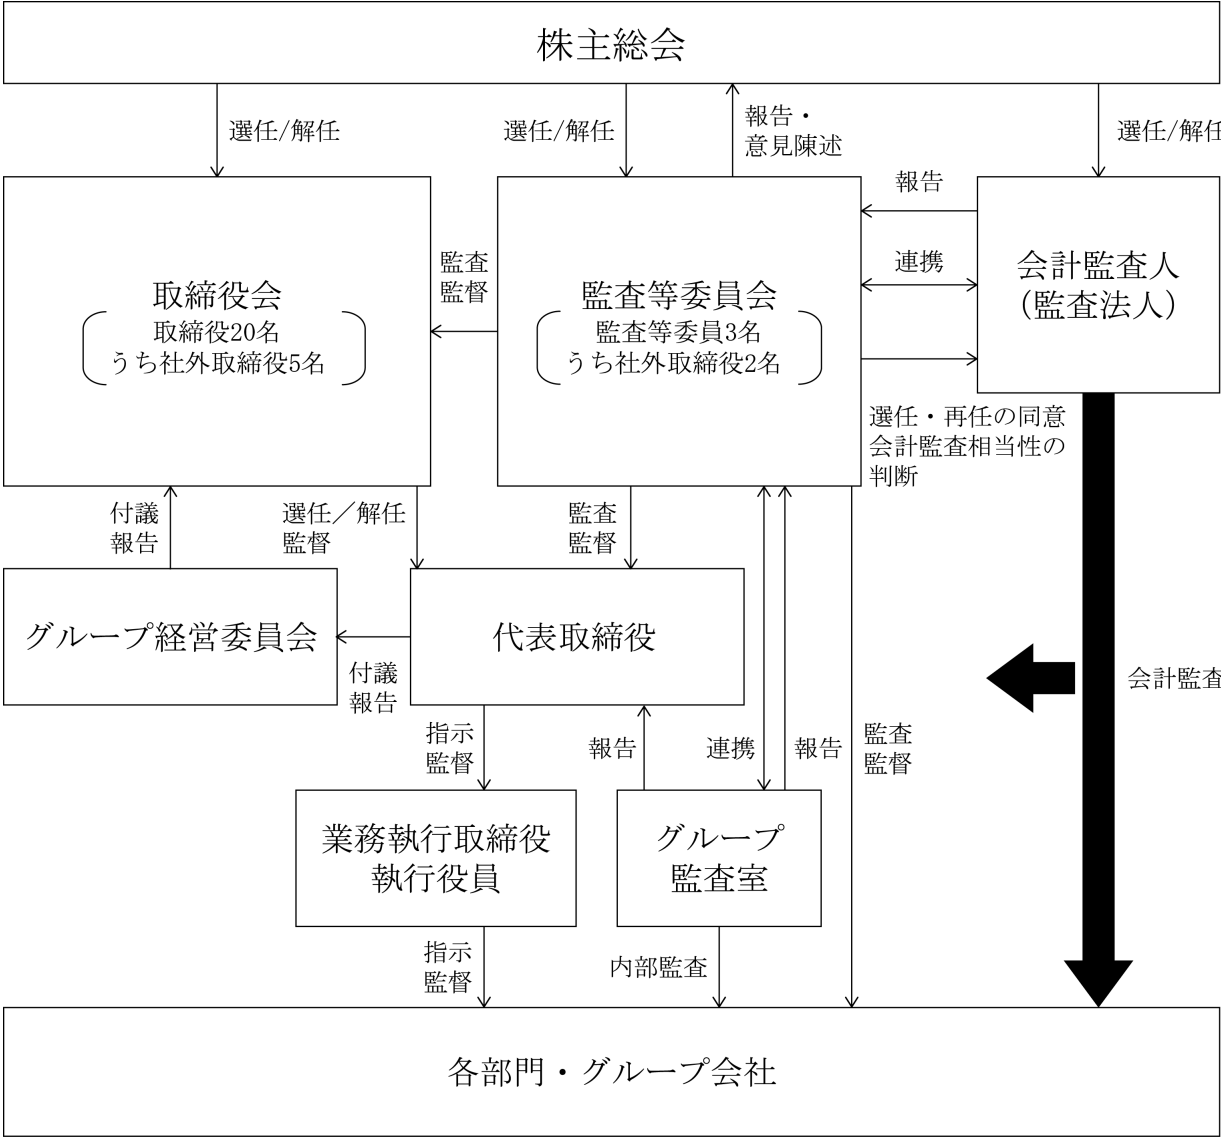 株主総会
選任/解任
選任/解任
報告・
意見陳述
選任/解任
報告
連携
監査
監督
取締役会
取締役20名
うち社外取締役5名
監査等委員会
監査等委員3名
うち社外取締役2名
会計監査人
(監査法人)
選任・再任の同意
会計監査相当性の
判断
付議
報告
選任／解任
監督
監査
監督
グループ経営委員会
代表取締役
付議
報告
会計監査
指示
監督
報告
連携
報告
監査
監督
業務執行取締役
執行役員
グループ
監査室
指示
監督
内部監査
各部門・グループ会社